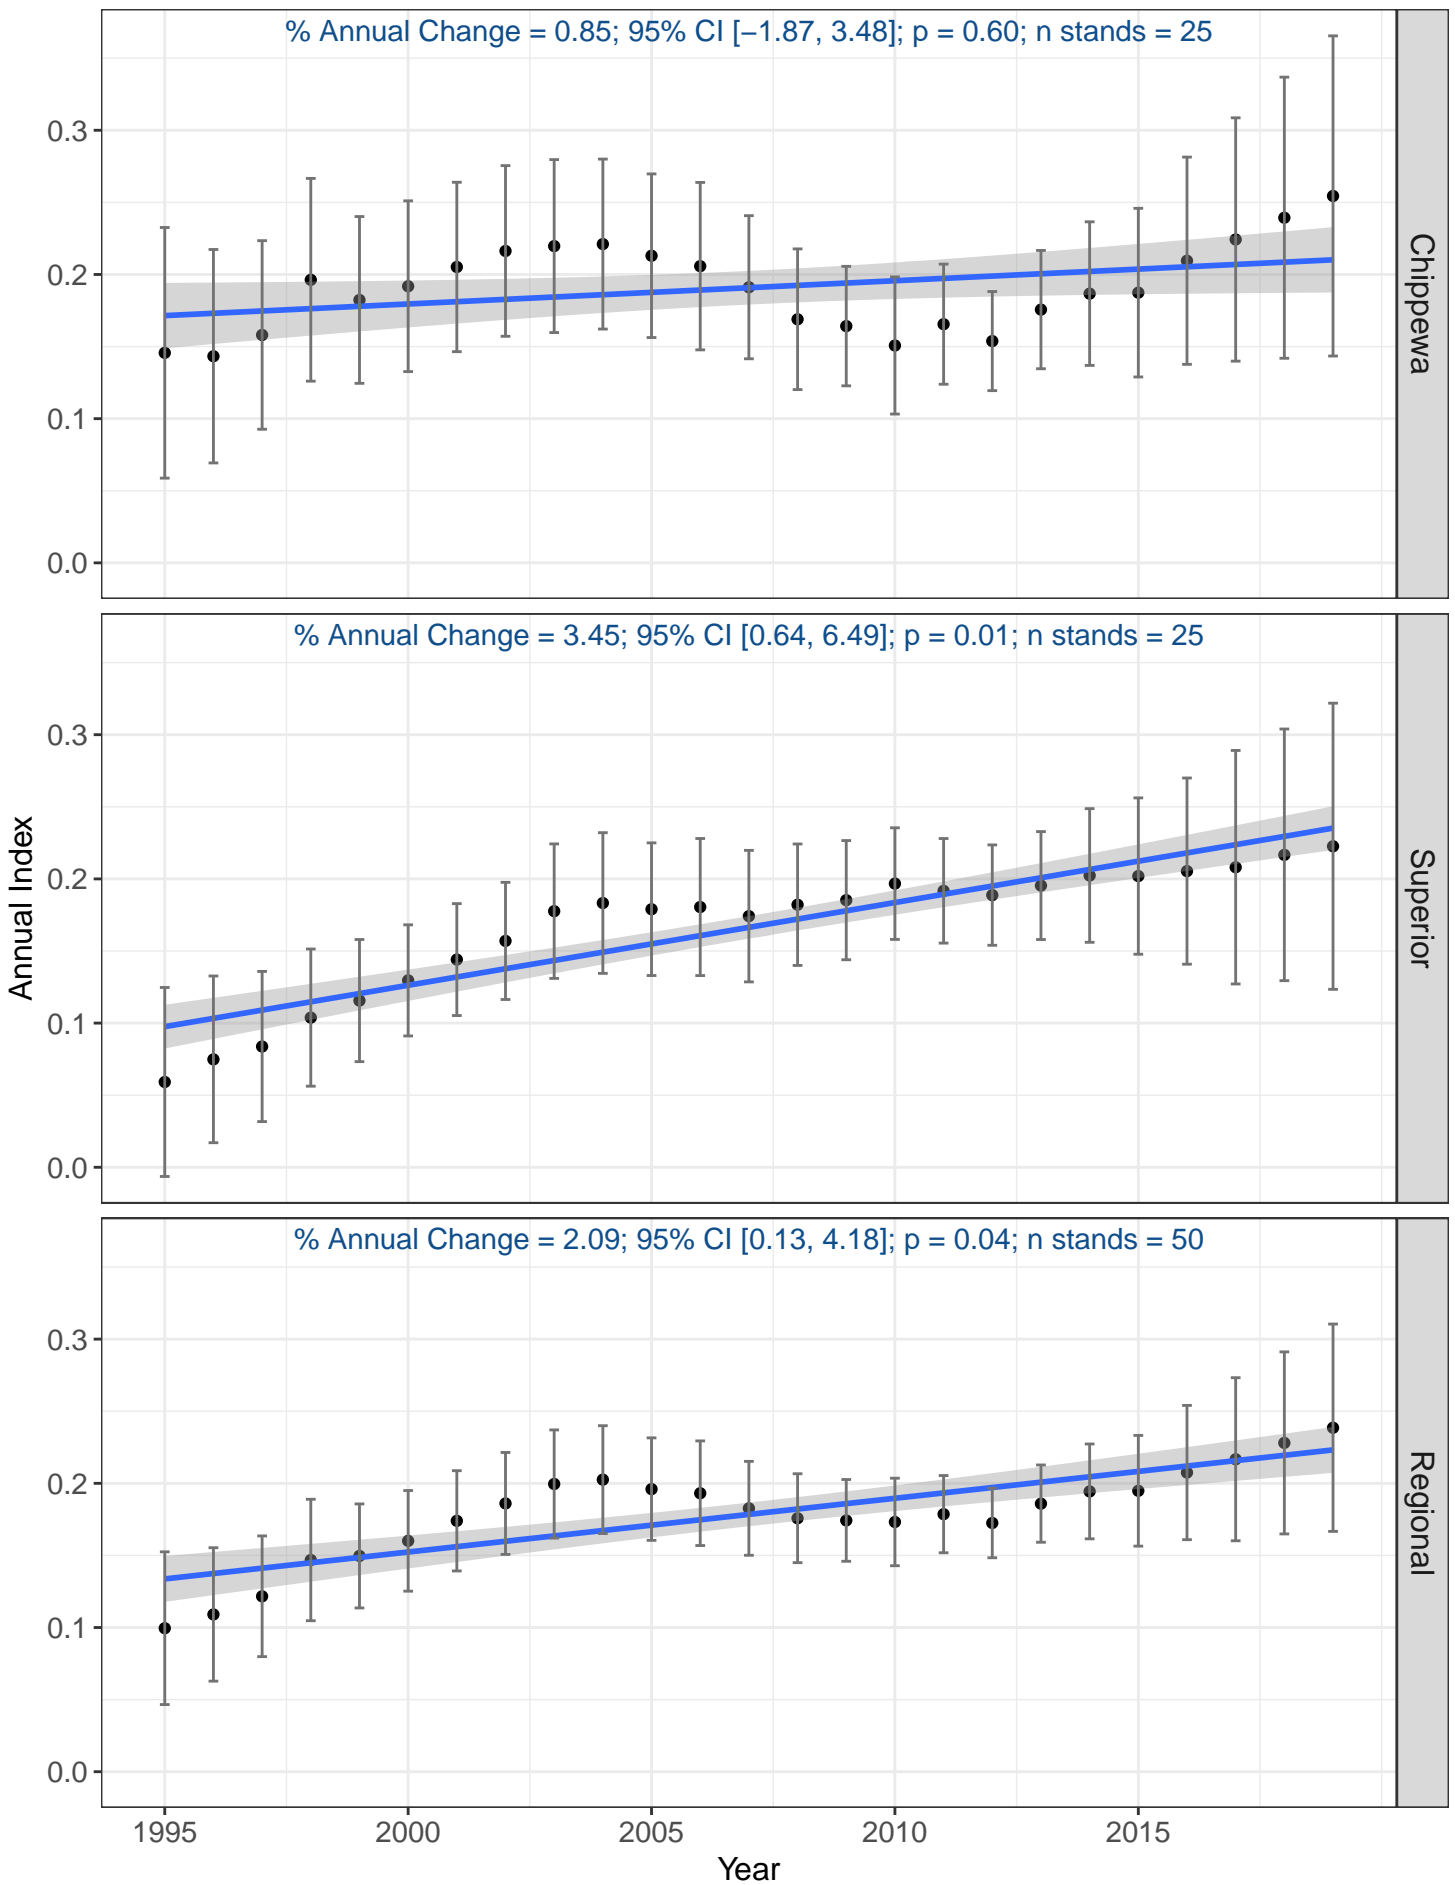 % Annual Change = 0.85; 95% CI [−1.87, 3.48]; p = 0.60; n stands = 25
0.3
0.2
0.1
0.0
Chippewa
% Annual Change = 3.45; 95% CI [0.64, 6.49]; p = 0.01; n stands = 25
0.3
0.2
0.1
0.0
Superior
Annual Index
% Annual Change = 2.09; 95% CI [0.13, 4.18]; p = 0.04; n stands = 50
0.3
0.2
0.1
0.0
Regional
1995 2000 2005 2010 2015
Year